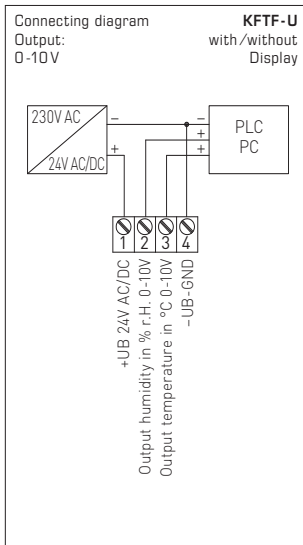 Connecting diagram
KFTF-U
Output:
with/without
0-10V
Display
230V AC
–
–
PLC
+
PC
+
+
24V AC/DC
1
2
3
4
+UB 24V AC/DC
Output humidity in % r.H. 0-10V
Output temperature in °C 0-10V
–UB-GND